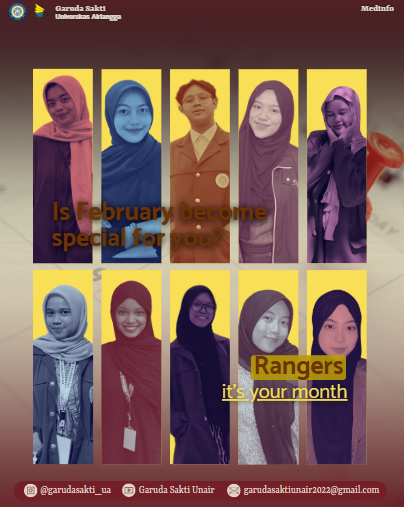 Garuda Sakti
Universitas Airlangga
MedInfo
Is February become
special for you?
DAY
S
Rangers
it's your month
@garudasakti_ua
Garuda Sakti Unair
garudasaktiunair2022@gmail.com